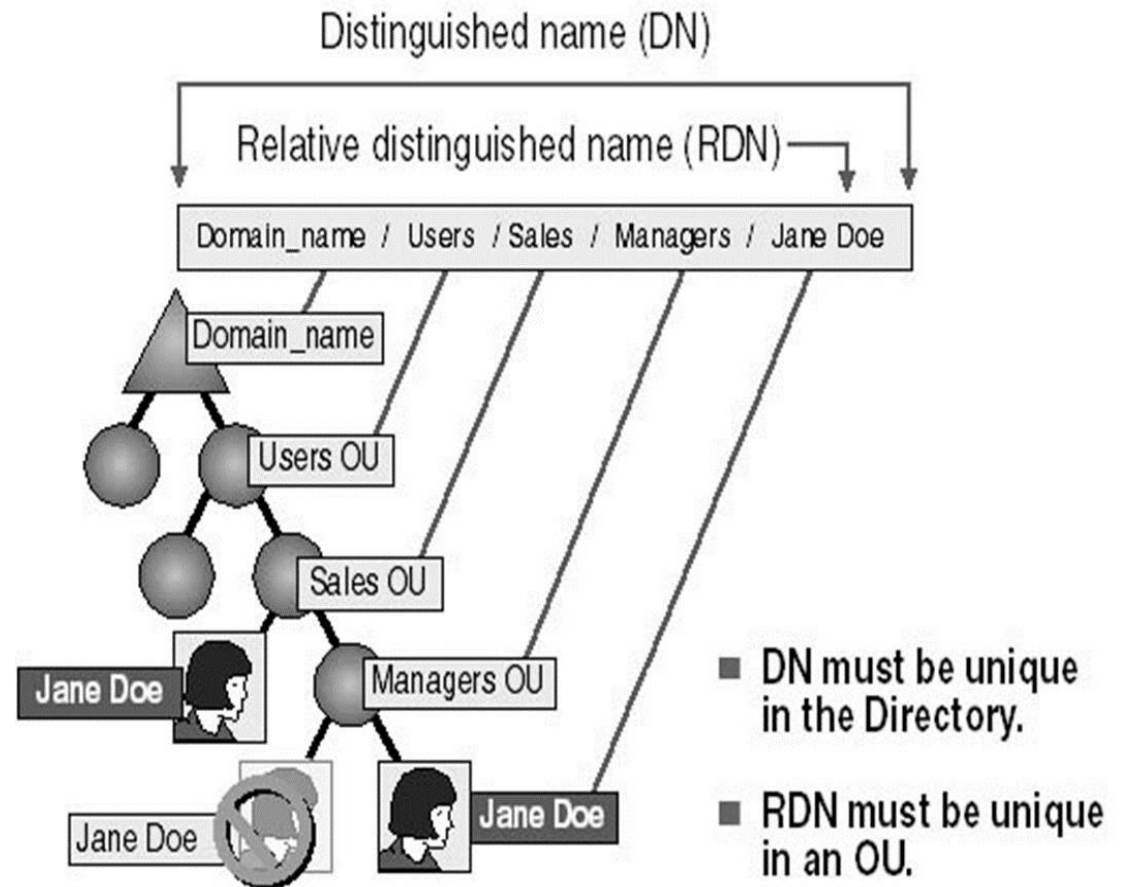 Distinguished name (DN)
Relative distinguished name (RDN)
Domain_name / Users / Sales / Managers / Jane Doe
Domain_name
Users OU
Sales OU
Jane Doe
Managers OU
Jane Doe
Jane Doe
■ DN must be unique
in the Directory.
■ RDN must be unique
in an OU.